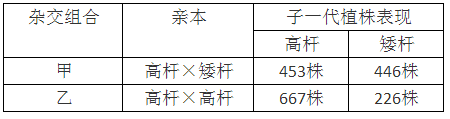 杂交组合 亲本 子一代植株表现
高杆 矮杆
甲 高杆×矮杆 453株 446株
乙 高杆×高杆 667株 226株